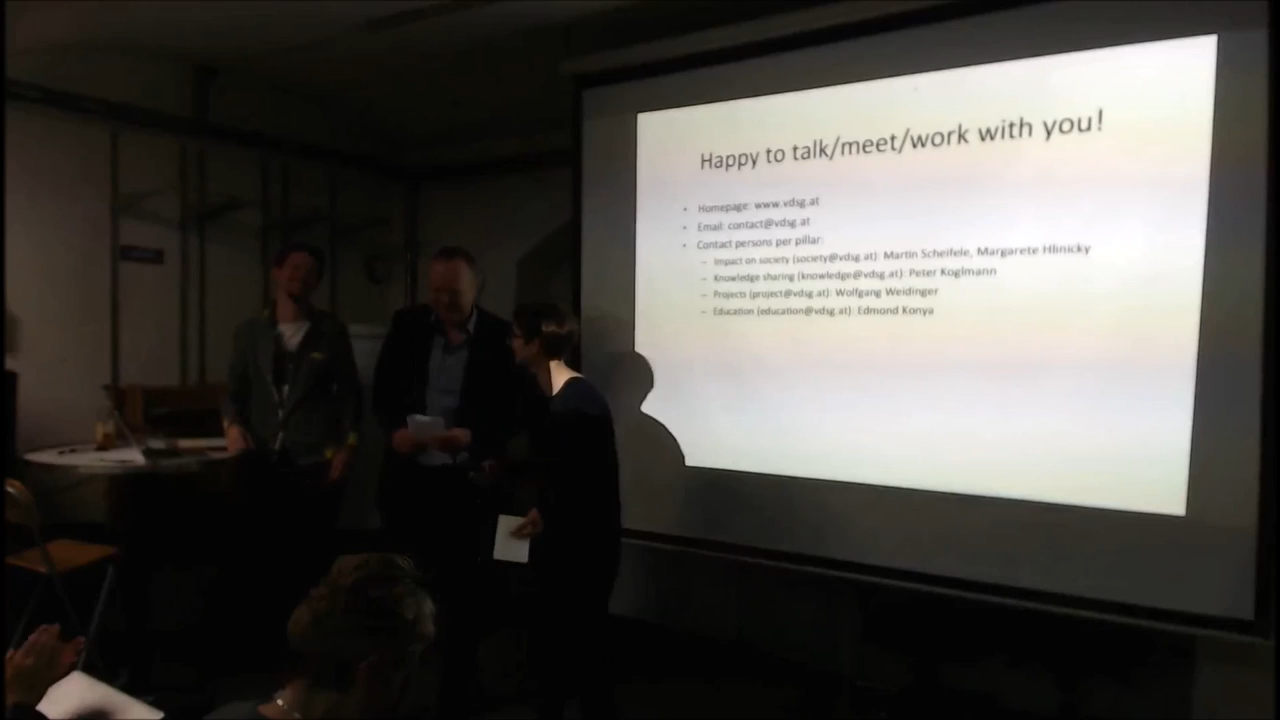 Happy to talk/meet/work with you!
• Homepage: www.vdsg.at
• Email: contact@vdsg.at
• Contact persons per pillar:
– Impact on society (society@vdsg.at): Martin Scheifele, Margarete Hlinicky
– Knowledge sharing (knowledge@vdsg.at): Peter Koglmann
– Projects (project@vdsg.at): Wolfgang Weidinger
– Education (education@vdsg.at): Edmond Konya